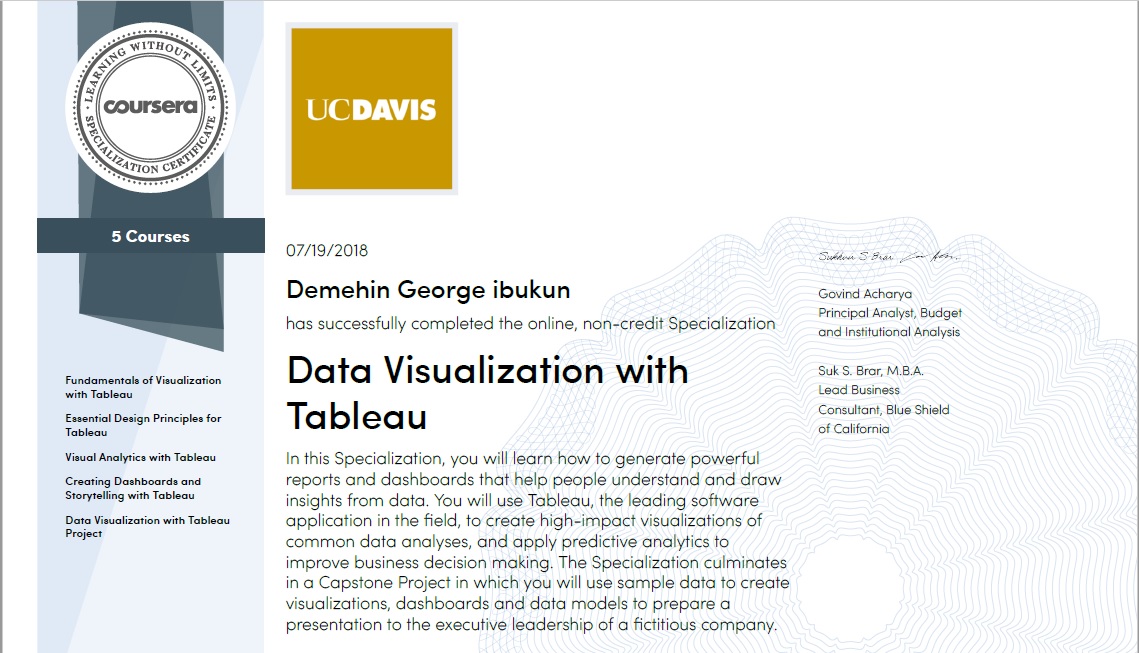 LEARNING WITHOUT LIMITS
coursera
SPECIALIZATION CERTIFICATE
UCDAVIS
5 Courses
Fundamentals of Visualization
with Tableau
Essential Design Principles for
Tableau
Visual Analytics with Tableau
Creating Dashboards and
Storytelling with Tableau
Data Visualization with Tableau
Project
07/19/2018
Demehin George ibukun
has successfully completed the online, non-credit Specialization
Data Visualization with
Tableau
In this Specialization, you will learn how to generate powerful
reports and dashboards that help people understand and draw
insights from data. You will use Tableau, the leading software
application in the field, to create high-impact visualizations of
common data analyses, and apply predictive analytics to
improve business decision making. The Specialization culminates
in a Capstone Project in which you will use sample data to create
visualizations, dashboards and data models to prepare a
presentation to the executive leadership of a fictitious company.
Sukhvir S Brar
Govind Acharya
Principal Analyst, Budget
and Institutional Analysis
Suk S. Brar, M.B.A.
Lead Business
Consultant, Blue Shield
of California